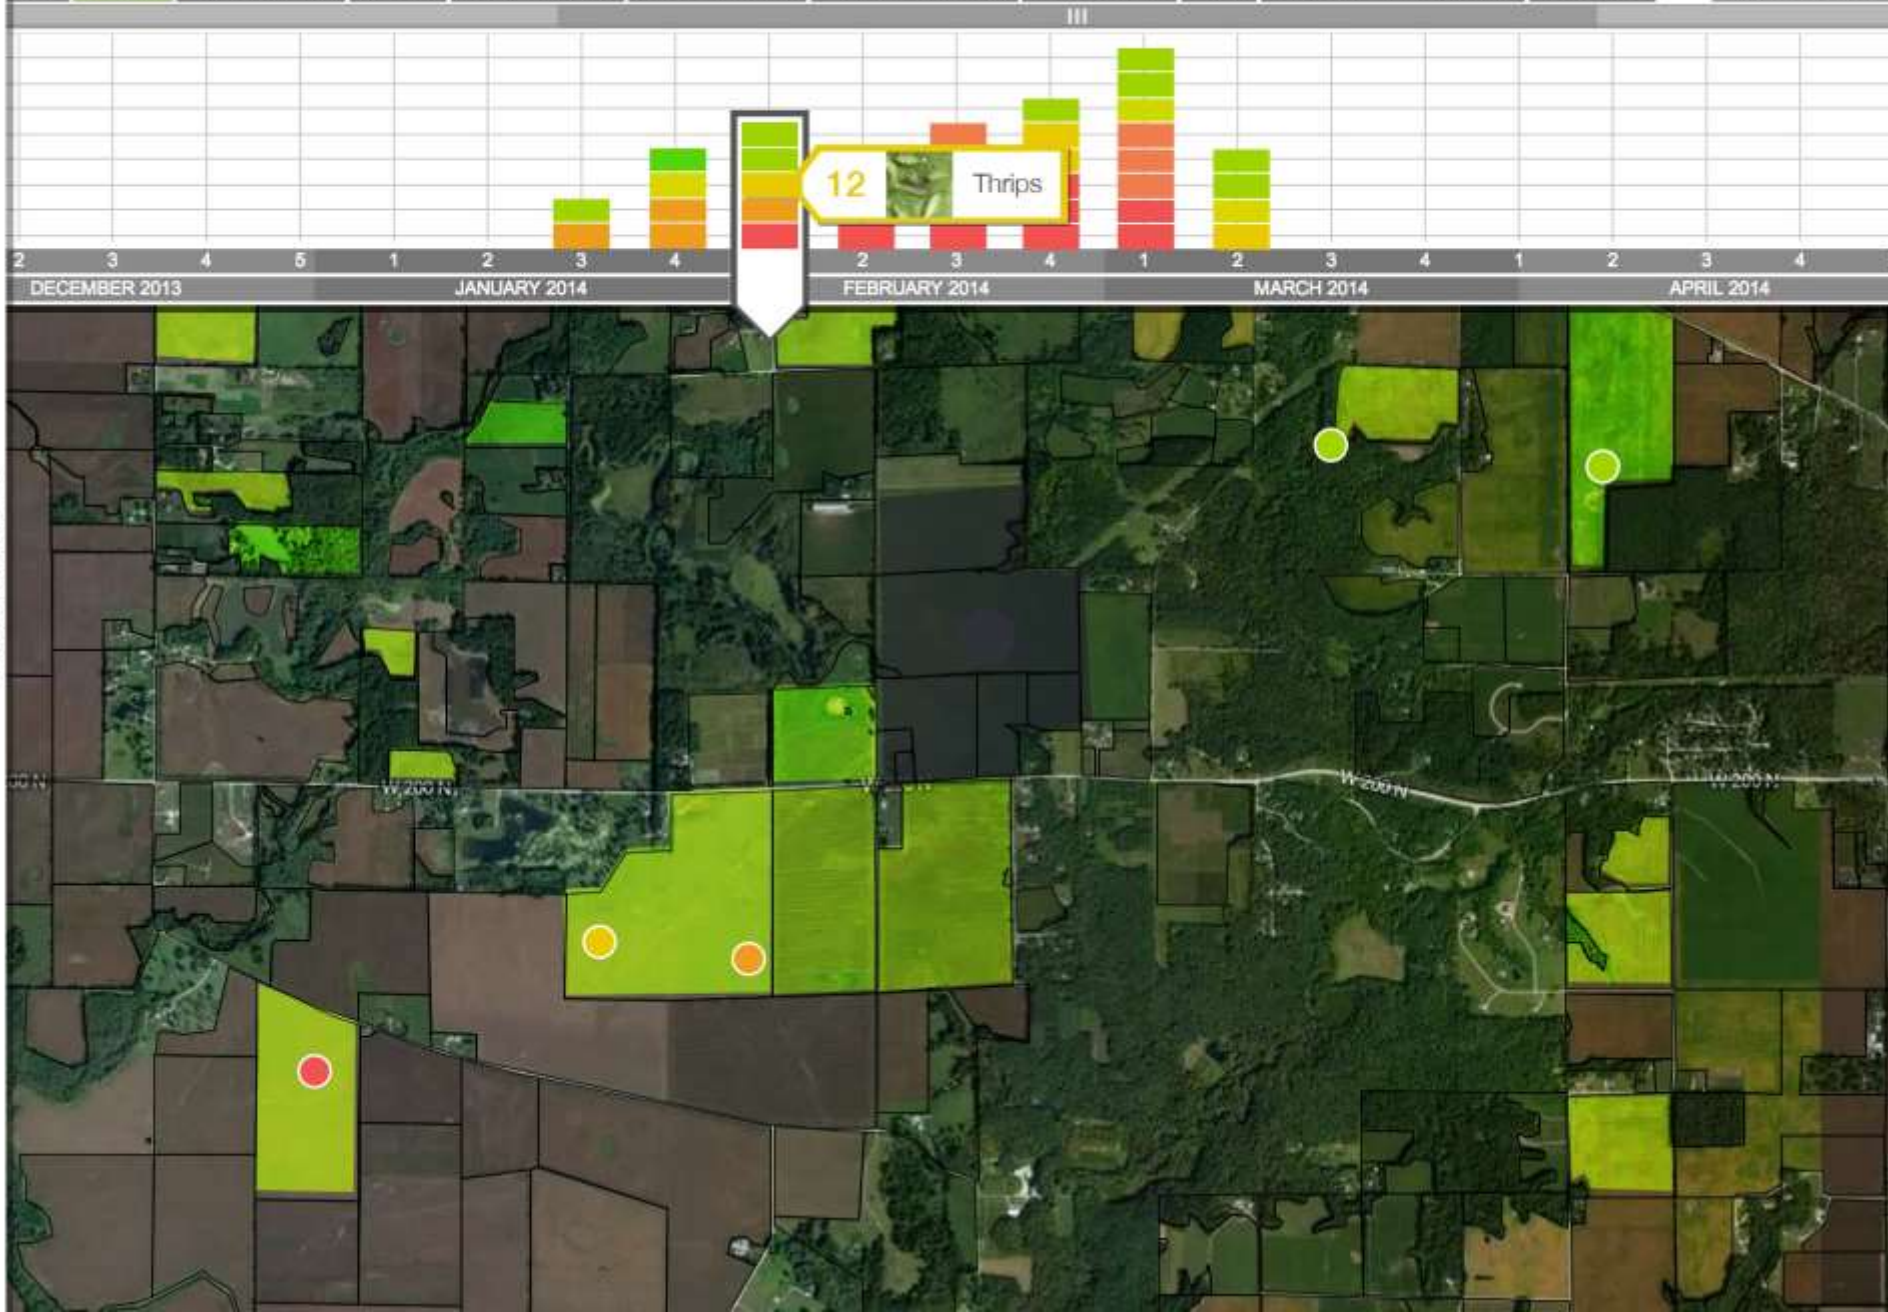 12 Thrips
2 3 4 5 1 2 3 4 2 3 4 1 2 3 4 1 2 3 4
DECEMBER 2013 JANUARY 2014 FEBRUARY 2014 MARCH 2014 APRIL 2014
00 N W 200 N W 200 N W 200 N